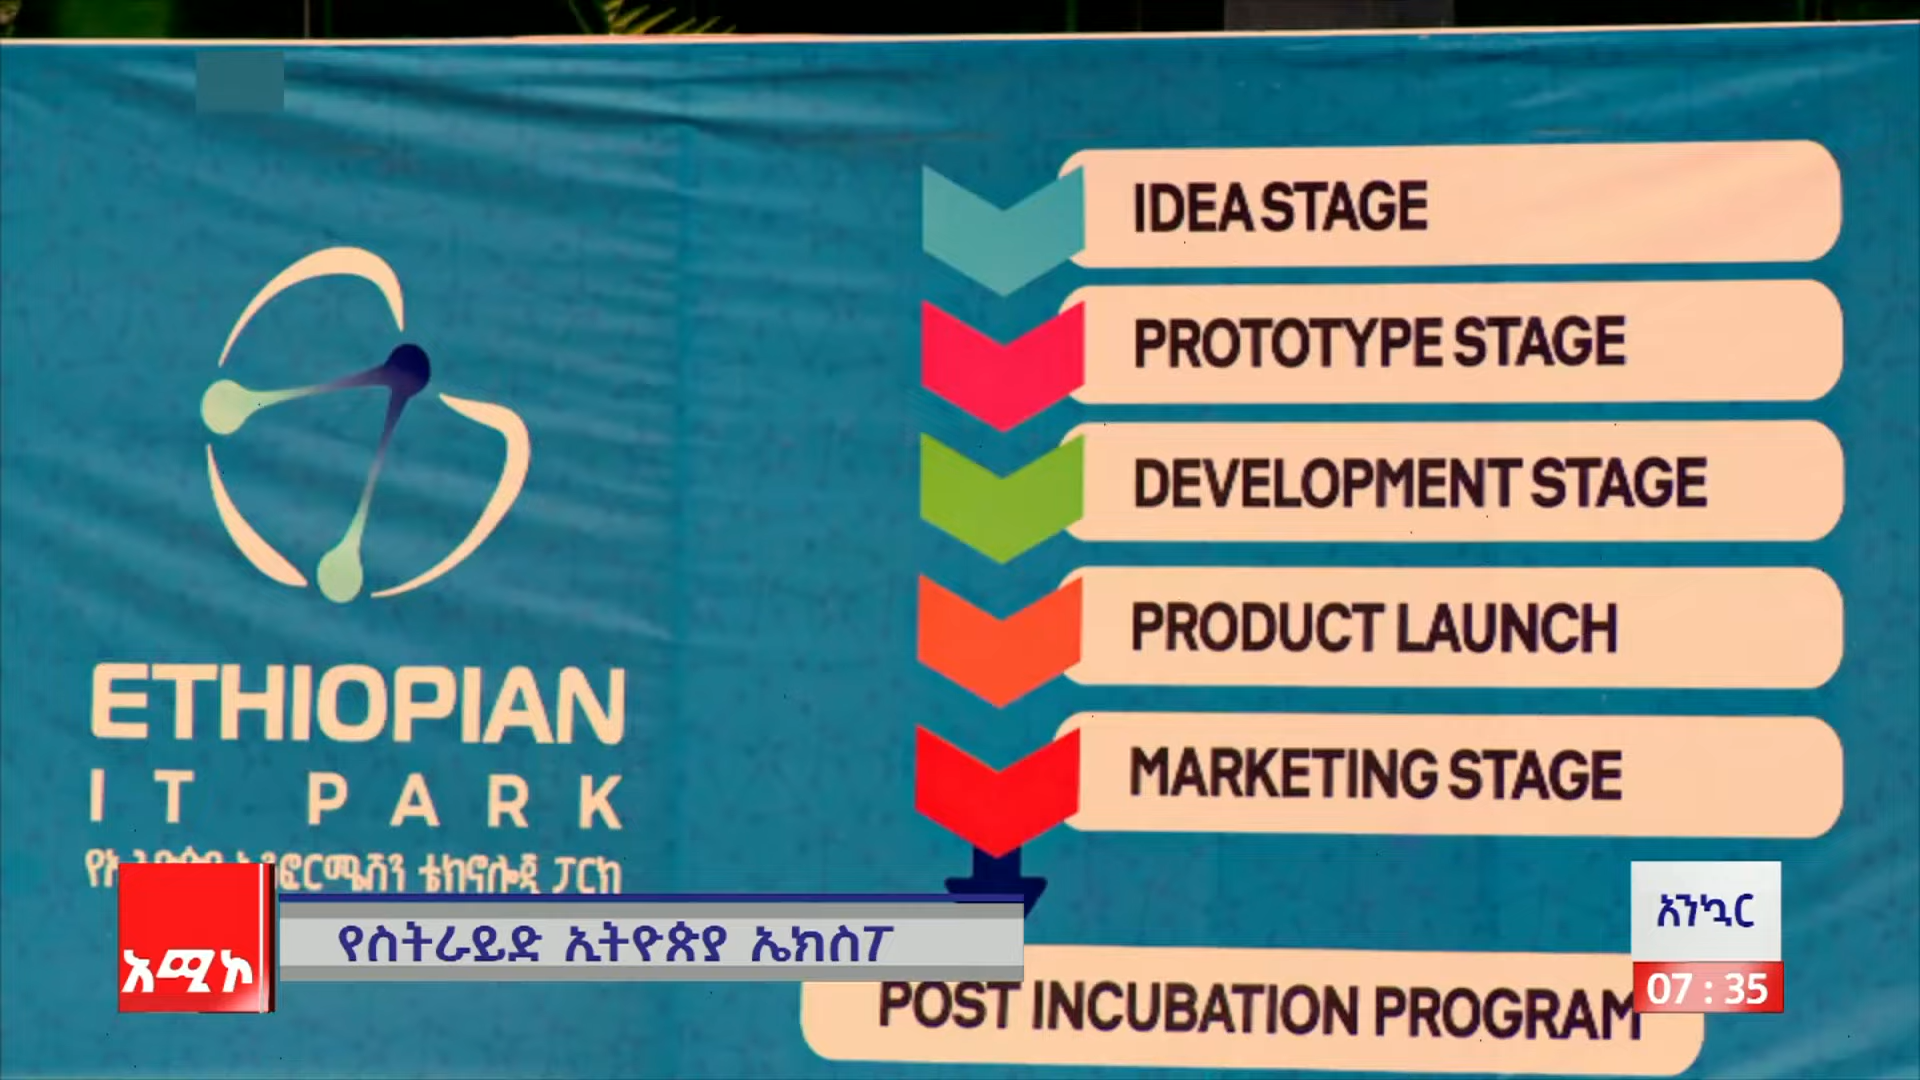 IDEA STAGE
PROTOTYPE STAGE
DEVELOPMENT STAGE
PRODUCT LAUNCH
MARKETING STAGE
POST INCUBATION PROGRAM
ETHIOPIAN
IT PARK
ቴክኖሎጂ ፓርክ
አሚኮ
የስትራይድ ኢትዮጵያ ኤክስፖ
አንኳር
07 : 35